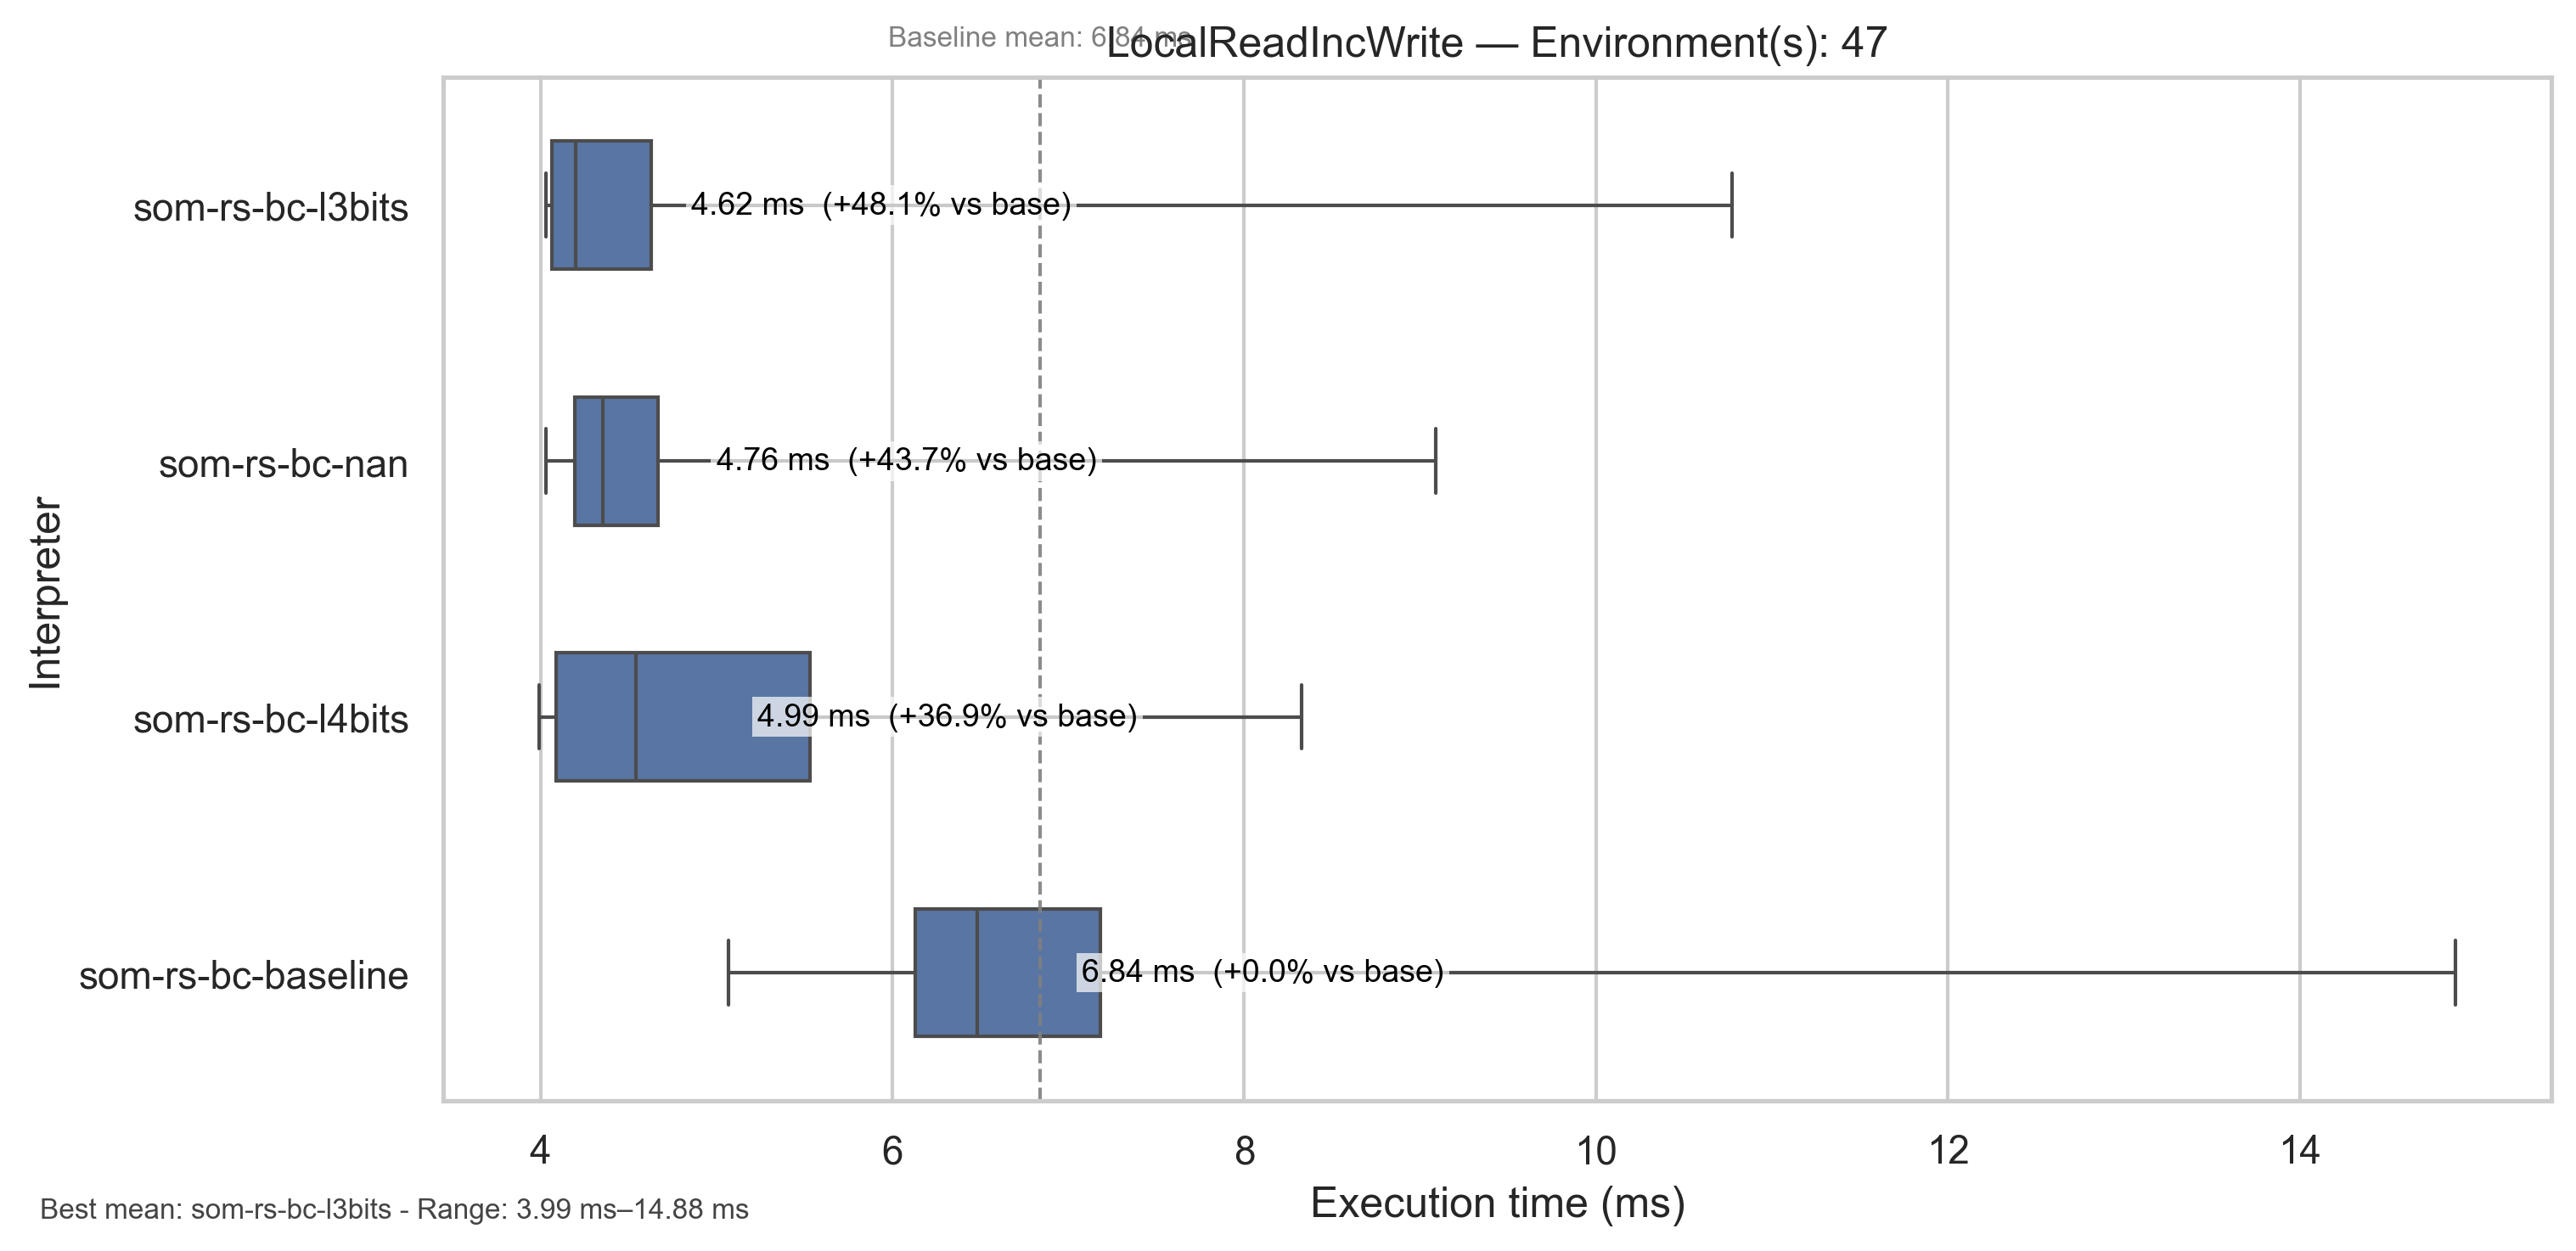 Baseline mean: 6.84 ms
LocalReadIncWrite — Environment(s): 47
Interpreter
som-rs-bc-l3bits
4.62 ms (+48.1% vs base)
som-rs-bc-nan
4.76 ms (+43.7% vs base)
som-rs-bc-l4bits
4.99 ms (+36.9% vs base)
som-rs-bc-baseline
6.84 ms (+0.0% vs base)
4 6 8 10 12 14
Execution time (ms)
Best mean: som-rs-bc-l3bits - Range: 3.99 ms–14.88 ms